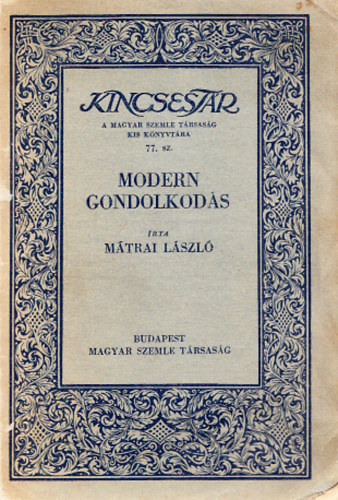 KINCSESTÁR
A MAGYAR SZEMLE TÁRSASÁG
KIS KÖNYVTÁRA
77. sz.
MODERN
GONDOLKODÁS
ÍRTA
MÁTRAI LÁSZLÓ
BUDAPEST
MAGYAR SZEMLE TÁRSASÁG